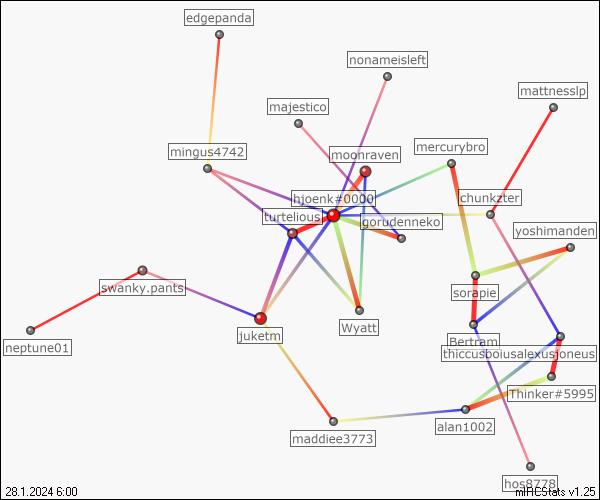 edgepanda
nonameisleft
mattnesslp
majestico
mercurybro
mingus4742
moonraven
hjoenk#0000
chunkzter
turtelious
gorddenneko
yoshimanden
swanky.pants
sorapie
juketm
Wyatt
Bertram
neptune01
thiccusboiusalexusjoneus
Thinker#5995
maddiee3773
alan1002
hos8778
28.1.2024 6:00
mIRCStats v1.25